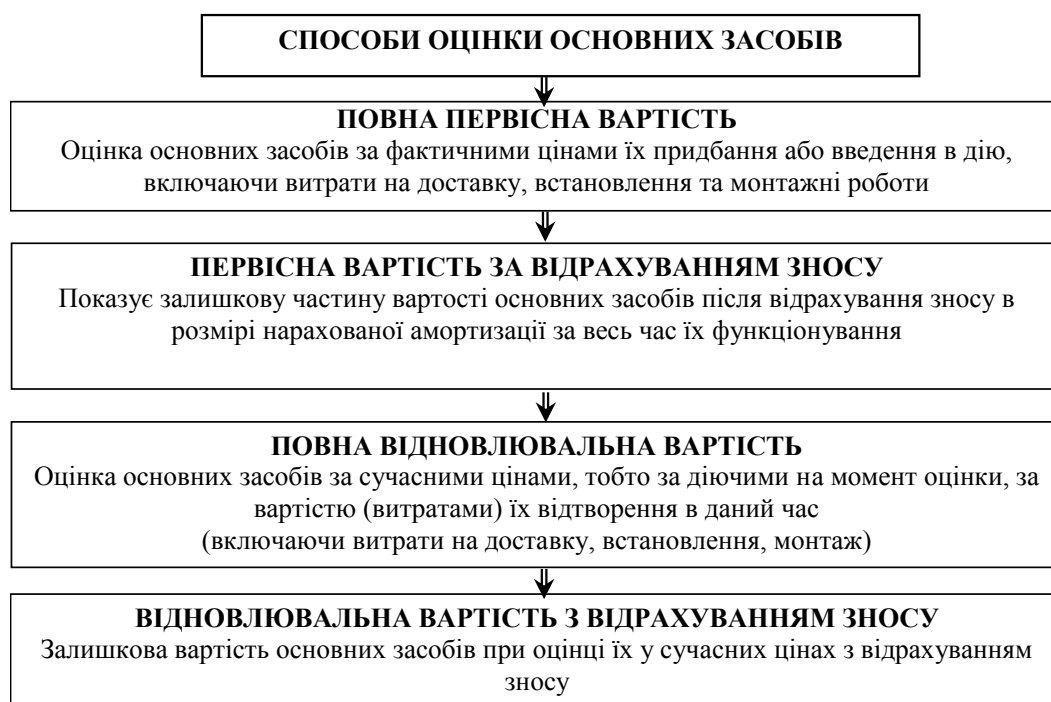 СПОСОБИ ОЦІНКИ ОСНОВНИХ ЗАСОБІВ
ПОВНА ПЕРВІСНА ВАРТІСТЬ
Оцінка основних засобів за фактичними цінами їх придбання або введення в дію,
включаючи витрати на доставку, встановлення та монтажні роботи
ПЕРВІСНА ВАРТІСТЬ ЗА ВІДРАХУВАННЯМ ЗНОСУ
Показує залишкову частину вартості основних засобів після відрахування зносу в
розмірі нарахованої амортизації за весь час їх функціонування
ПОВНА ВІДНОВЛЮВАЛЬНА ВАРТІСТЬ
Оцінка основних засобів за сучасними цінами, тобто за діючими на момент оцінки, за
вартістю (витратами) їх відтворення в даний час
(включаючи витрати на доставку, встановлення, монтаж)
ВІДНОВЛЮВАЛЬНА ВАРТІСТЬ З ВІДРАХУВАННЯМ ЗНОСУ
Залишкова вартість основних засобів при оцінці їх у сучасних цінах з відрахуванням
зносу